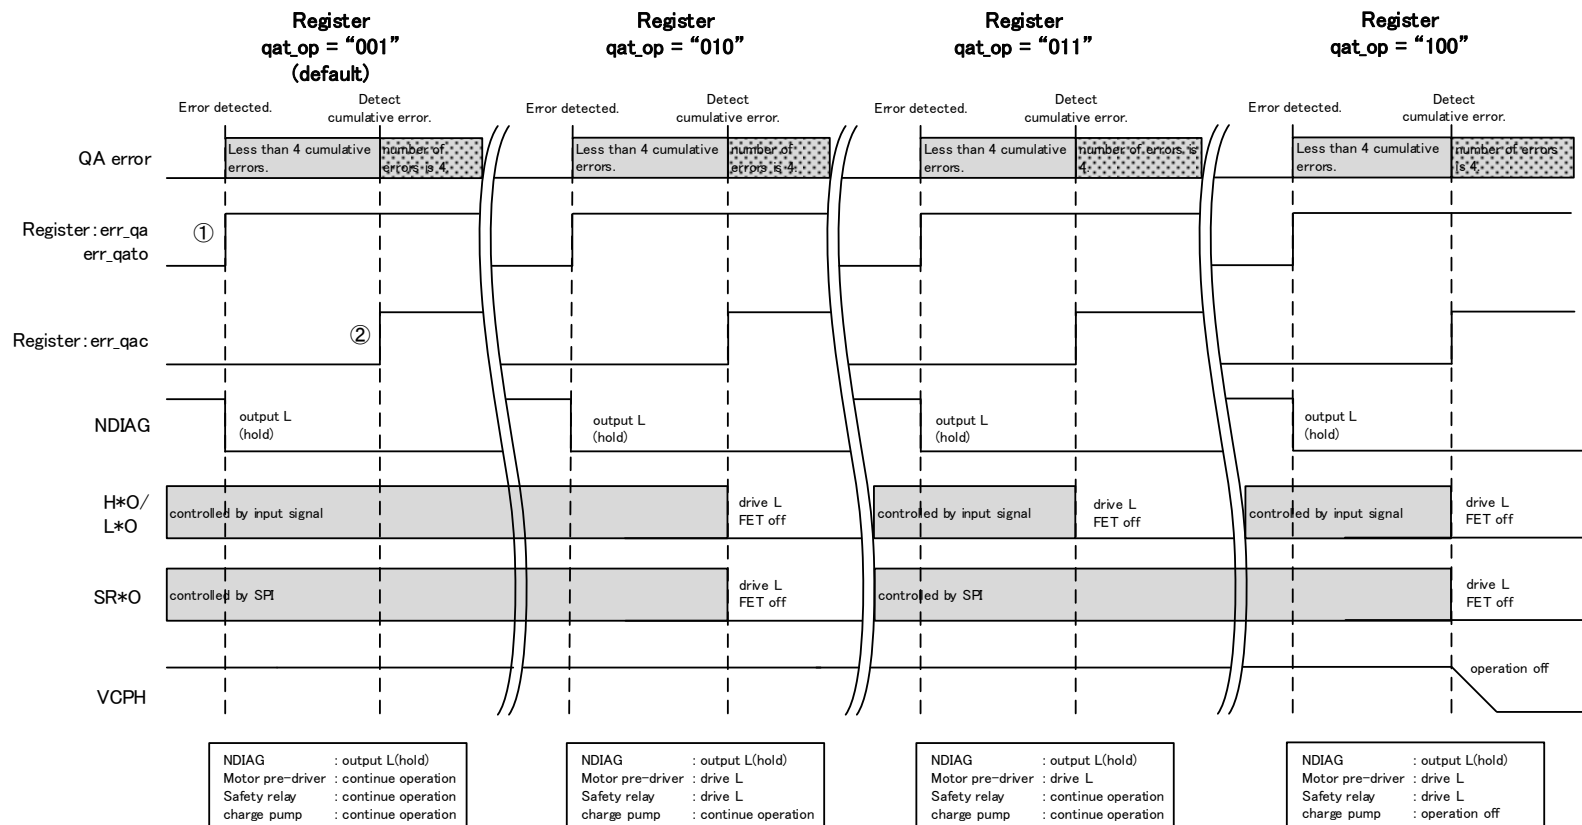 Register
qat_op = “001”
(default)
Register
qat_op = “010”
Register
qat_op = “011”
Register
qat_op = “100”
Error detected.
Detect
cumulative error.
Error detected.
Detect
cumulative error.
Error detected.
Detect
cumulative error.
Error detected.
Detect
cumulative error.
QA error
Less than 4 cumulative
errors.
number of
errors is 4.
Less than 4 cumulative
errors.
number of
errors is 4.
Less than 4 cumulative
errors.
number of errors is
4.
Less than 4 cumulative
errors.
number of errors
is 4.
Register:err_qa
err_qato
①
Register:err_qac
②
NDIAG
output L
(hold)
output L
(hold)
output L
(hold)
output L
(hold)
H*O/
L*O
controlled by input signal
drive L
FET off
controlled by input signal
drive L
FET off
controlled by input signal
drive L
FET off
SR*O
controlled by SPI
drive L
FET off
controlled by SPI
drive L
FET off
VCPH
operation off
NDIAG : output L(hold)
Motor pre-driver : continue operation
Safety relay : continue operation
charge pump : continue operation
NDIAG : output L(hold)
Motor pre-driver : drive L
Safety relay : drive L
charge pump : continue operation
NDIAG : output L(hold)
Motor pre-driver : drive L
Safety relay : continue operation
charge pump : continue operation
NDIAG : output L(hold)
Motor pre-driver : drive L
Safety relay : drive L
charge pump : operation off